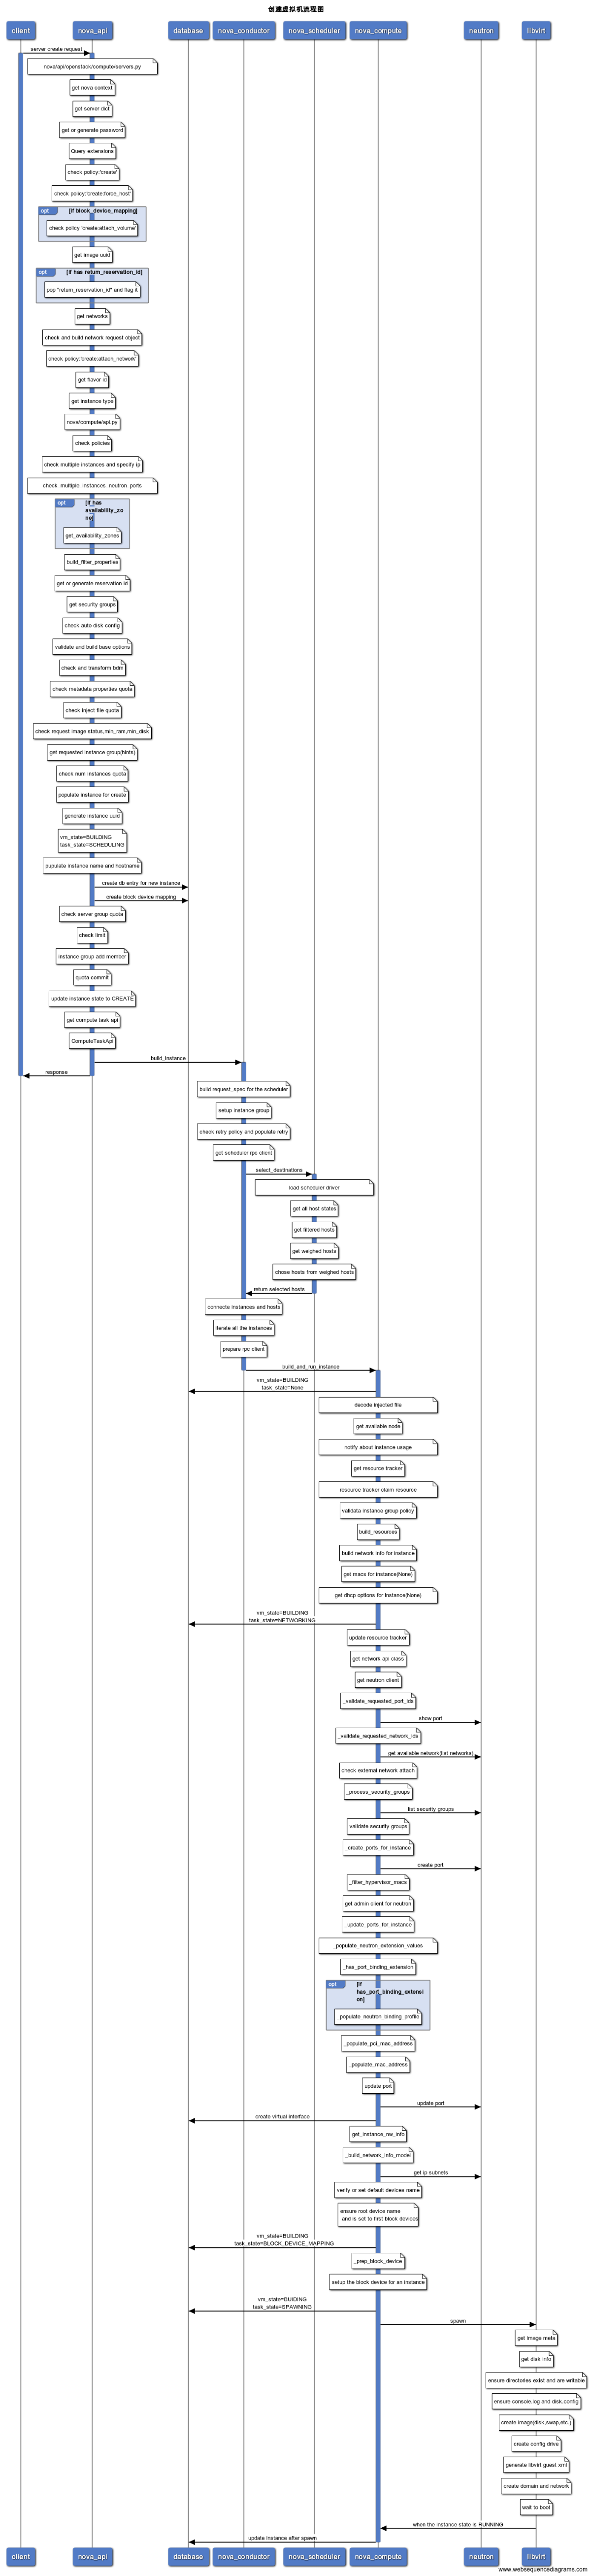 创建虚拟机流程图
client
nova_api
database
nova_conductor
nova_scheduler
nova_compute
neutron
libvirt
server create request
nova/api/openstack/compute/servers.py
get nova context
get server dict
get or generate password
Query extensions
check policy:'create'
check policy:'create:force_host'
opt
[if block_device_mapping]
check policy 'create:attach_volume'
get image uuid
opt
[if has return_reservation_id]
pop "return_reservation_id" and flag it
get networks
check and build network request object
check policy:'create:attach_network'
get flavor id
get instance type
nova/compute/api.py
check policies
check multiple instances and specify ip
check_multiple_instances_neutron_ports
opt
[if has
availability_zo
ne]
get_availability_zones
build_filter_properties
get or generate reservation id
get security groups
check auto disk config
validate and build base options
check and transform bdm
check metadata properties quota
check inject file quota
check request image status,min_ram,min_disk
get requested instance group(hints)
check num instances quota
populate instance for create
generate instance uuid
vm_state=BUILDING
task_state=SCHEDULING
pupulate instance name and hostname
create db entry for new instance
create block device mapping
check server group quota
check limit
instance group add member
quota commit
update instance state to CREATE
get compute task api
ComputeTaskApi
build_instance
response
build request_spec for the scheduler
setup instance group
check retry policy and populate retry
get scheduler rpc client
select_destinations
load scheduler driver
get all host states
get filtered hosts
get weighed hosts
chose hosts from weighed hosts
return selected hosts
connecte instances and hosts
iterate all the instances
prepare rpc client
build_and_run_instance
vm_state=BUILDING
task_state=None
decode injected file
get available node
notify about instance usage
get resource tracker
resource tracker claim resource
validata instance group policy
build_resources
build network info for instance
get macs for instance(None)
get dhcp options for instance(None)
vm_state=BUILDING
task_state=NETWORKING
update resource tracker
get network api class
get neutron client
_validate_requested_port_ids
show port
_validate_requested_network_ids
get available network(list networks)
check external network attach
_process_security_groups
list security groups
validate security groups
_create_ports_for_instance
create port
_filter_hypervisor_macs
get admin client for neutron
_update_ports_for_instance
_populate_neutron_extension_values
_has_port_binding_extension
opt
[if
has_port_binding_extensi
on]
_populate_neutron_binding_profile
_populate_pci_mac_address
_populate_mac_address
update port
update port
create virtual interface
get_instance_nw_info
_build_network_info_model
get ip subnets
verify or set default devices name
ensure root device name
and is set to first block devices
vm_state=BUILDING
task_state=BLOCK_DEVICE_MAPPING
_prep_block_device
setup the block device for an instance
vm_state=BUIDING
task_state=SPAWNING
spawn
get image meta
get disk info
ensure directories exist and are writable
ensure console.log and disk.config
create image(disk,swap,etc.)
create config drive
generate libvirt guest xml
create domain and network
wait to boot
when the instance state is RUNNING
update instance after spawn
client
nova_api
database
nova_conductor
nova_scheduler
nova_compute
neutron
libvirt
www.websequencediagrams.com